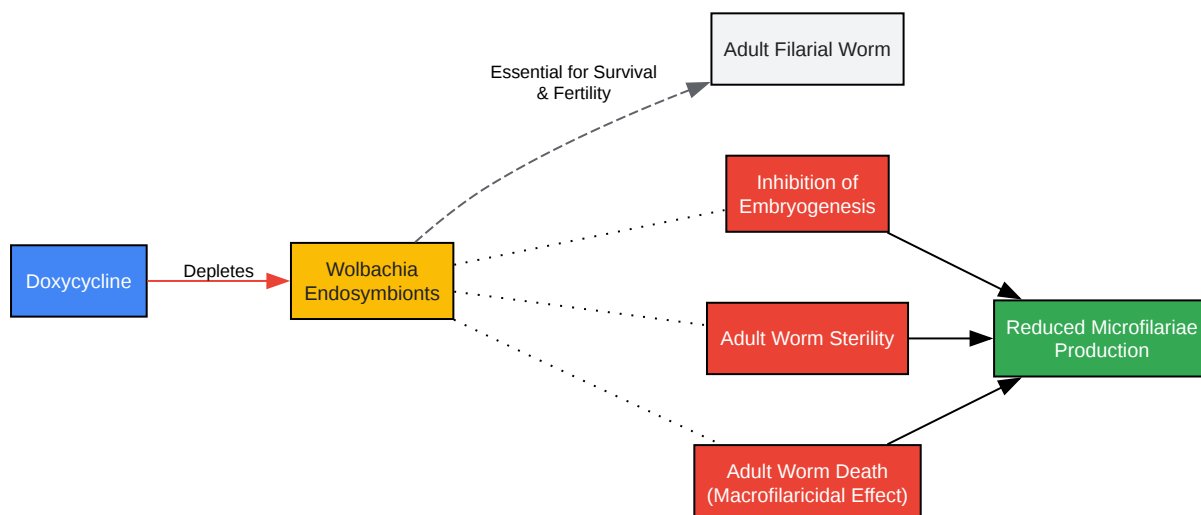 Adult Filarial Worm
Essential for Survival
& Fertility
Inhibition of
Embryogenesis
Doxycycline
Depletes
Wolbachia
Endosymbionts
Adult Worm Sterility
Reduced Microfilariae
Production
Adult Worm Death
(Macrofilaricidal Effect)